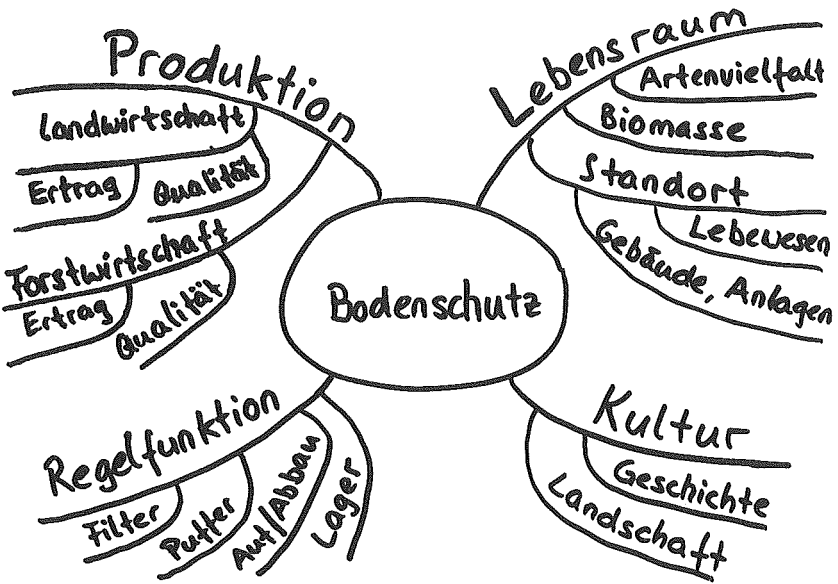 Produktion
Landwirtschaft
Ertrag
Qualität
Forstwirtschaft
Ertrag
Qualität
Lebensraum
Artenvielfalt
Biomasse
Standort
Lebewesen
Gebäude, Anlagen
Bodenschutz
Regelfunktion
Filter
Puffer
Auf/Abbau
Lager
Kultur
Geschichte
Landschaft